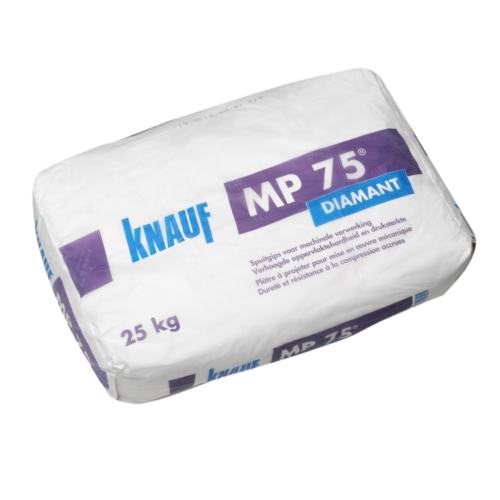 KNAUF
MP 75®
DIAMANT
Spuitgips voor machinale verwerking
Verhoogde oppervlaktehardheid en druksterkte
Plâtre à projeter pour mise en œuvre mécanique
Dureté et résistance à la compression accrues
25 kg
KNAUF
MP 75®